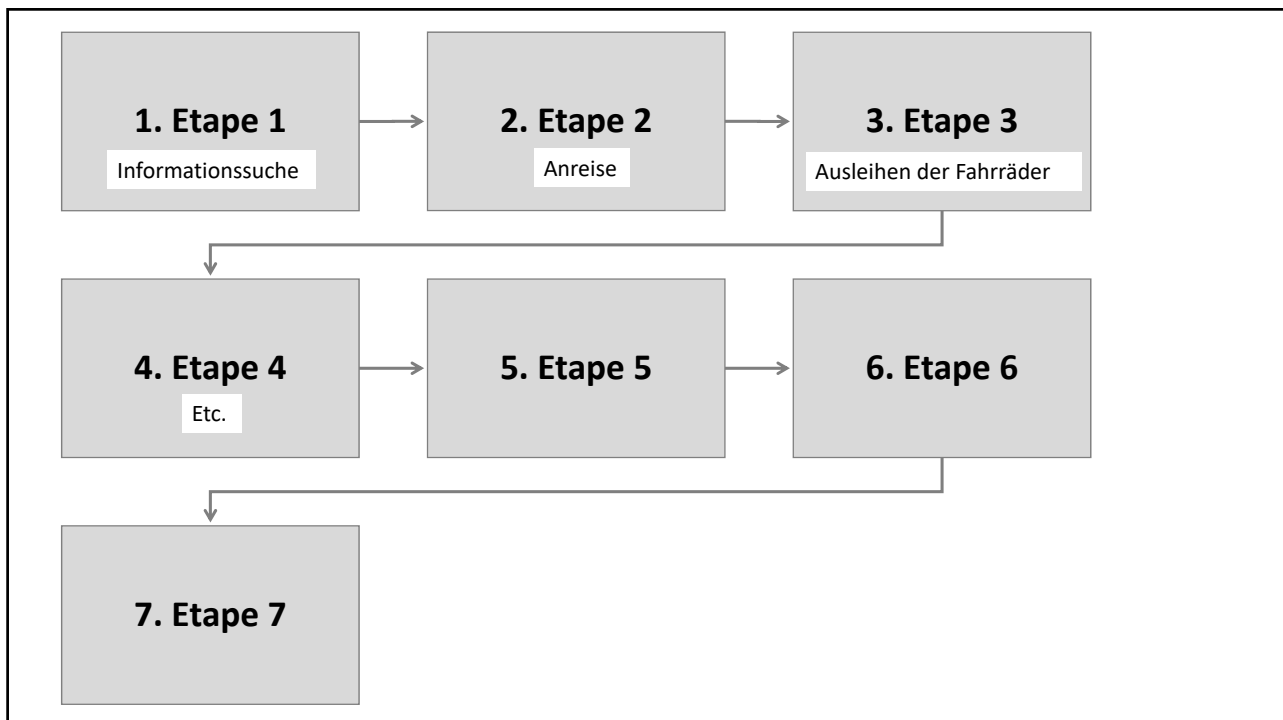 1. Etape 1
Informationssuche
2. Etape 2
Anreise
3. Etape 3
Ausleihen der Fahrräder
4. Etape 4
Etc.
5. Etape 5
6. Etape 6
7. Etape 7